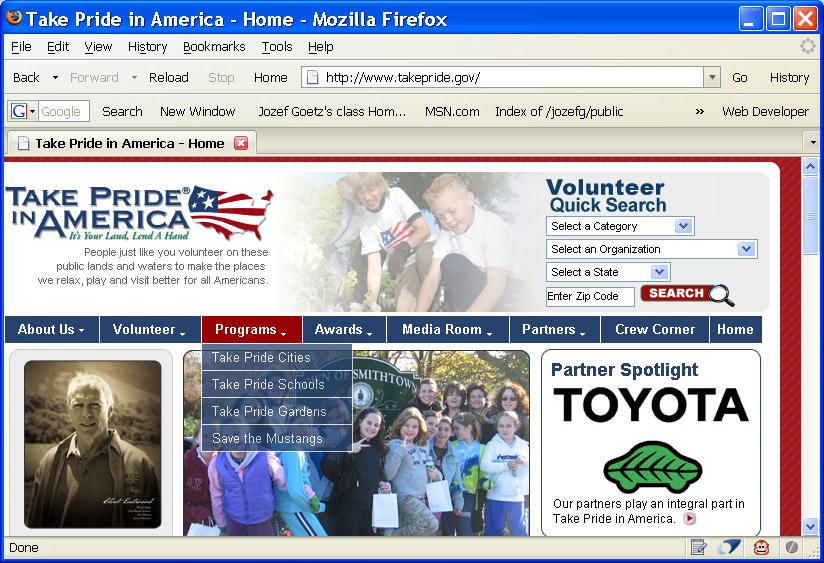 Take Pride in America - Home - Mozilla Firefox
File Edit View History Bookmarks Tools Help
Back Forward Reload Stop Home http://www.takepride.gov/ Go History
G Google Search New Window Jozef Goetz's class Hom... MSN.com Index of /jozefg/public » Web Developer
Take Pride in America - Home
TAKE PRIDE®
IN AMERICA
It's Your Land, Lend A Hand
People just like you volunteer on these
public lands and waters to make the places
we relax, play and visit better for all Americans.
Volunteer
Quick Search
Select a Category
Select an Organization
Select a State
Enter Zip Code SEARCH
About Us Volunteer Programs Awards Media Room Partners Crew Corner Home
Take Pride Cities
Take Pride Schools
Take Pride Gardens
Save the Mustangs
OF SMITHTOWN
Clint Eastwood
Partner Spotlight
TOYOTA
Our partners play an integral part in
Take Pride in America.
Done